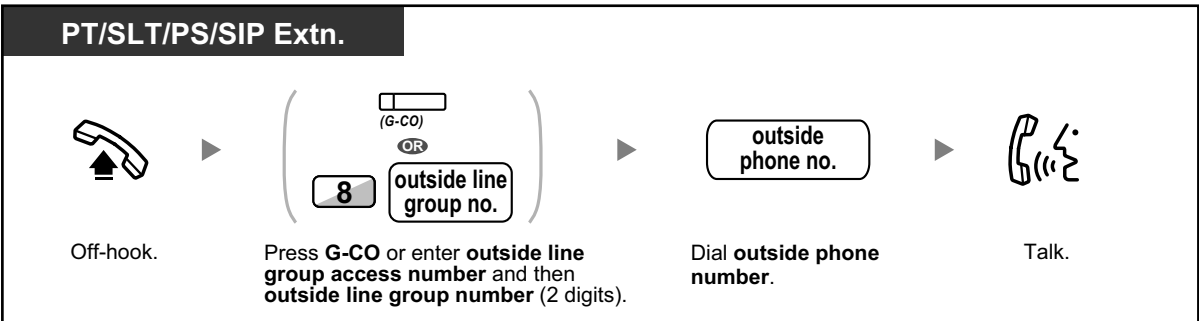 PT/SLT/PS/SIP Extn.
(G-CO)
OR
8
outside line
group no.
outside
phone no.
Off-hook.
Press G-CO or enter outside line
group access number and then
outside line group number (2 digits).
Dial outside phone
number.
Talk.